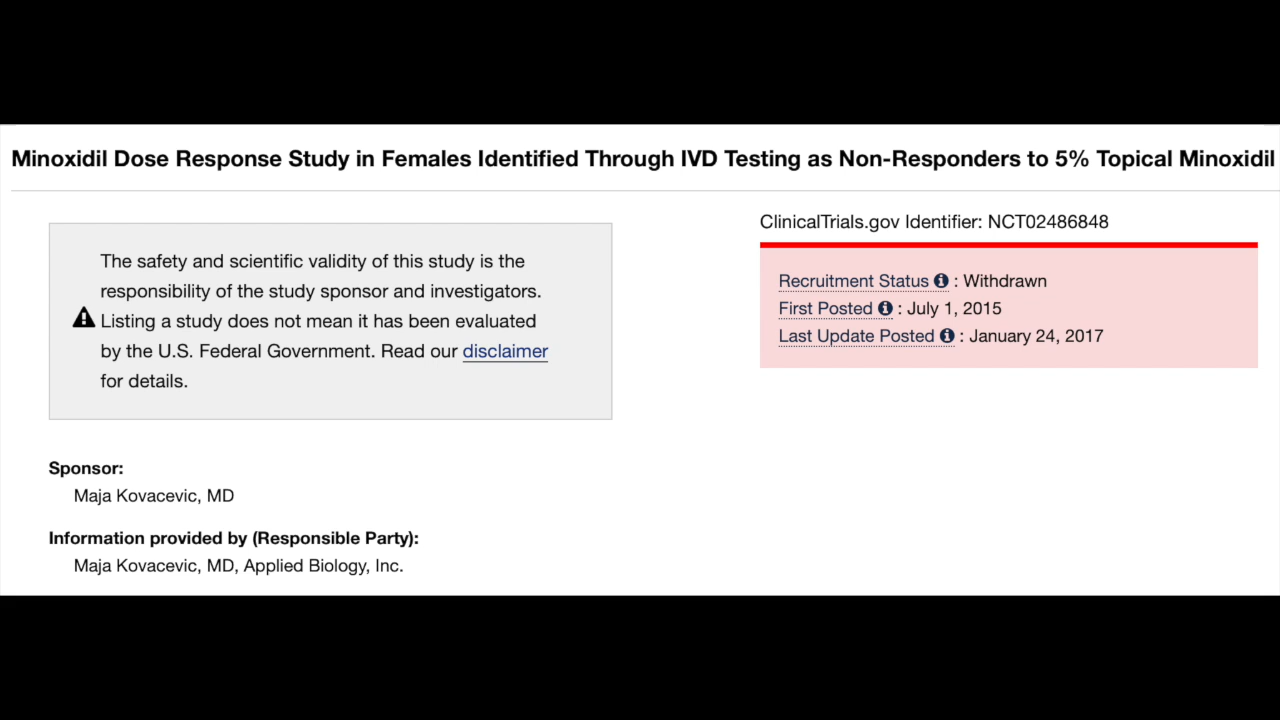 Minoxidil Dose Response Study in Females Identified Through IVD Testing as Non-Responders to 5% Topical Minoxidil
The safety and scientific validity of this study is the
responsibility of the study sponsor and investigators.
Listing a study does not mean it has been evaluated
by the U.S. Federal Government. Read our disclaimer
for details.
ClinicalTrials.gov Identifier: NCT02486848
Recruitment Status : Withdrawn
First Posted : July 1, 2015
Last Update Posted : January 24, 2017
Sponsor:
Maja Kovacevic, MD
Information provided by (Responsible Party):
Maja Kovacevic, MD, Applied Biology, Inc.